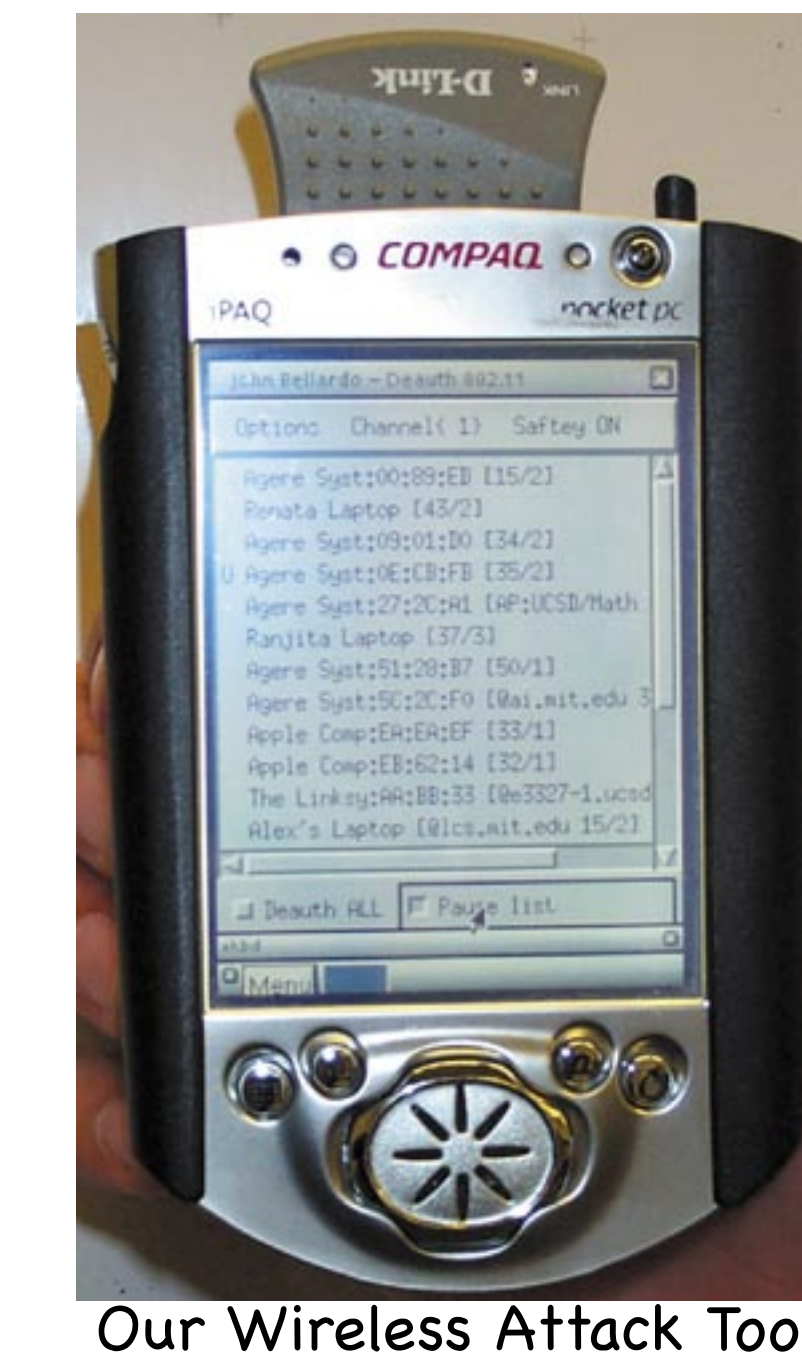 D-Link
LINK
COMPAQ
iPAQ pocket pc
John Bellardo - Deauth 802.11
Options Channel( 1) Saftey ON
Agere Syst:00:89:EB [15/2]
Renata Laptop [43/2]
Agere Syst:09:01:D0 [34/2]
U Agere Syst:0E:CB:FB [35/2]
Agere Syst:27:2C:A1 [AP:UCSD/Math
Ranjita Laptop [37/3]
Agere Syst:51:28:B7 [50/1]
Agere Syst:5C:2C:F0 [@ai.mit.edu 3
Apple Comp:EA:EA:EF [33/1]
Apple Comp:EB:62:14 [32/1]
The Linksy:AA:BB:33 [@e3327-1.ucsd
Alex's Laptop [@lcs.mit.edu 15/2]
Deauth ALL Pause list
xkbd
Menu
Our Wireless Attack Too